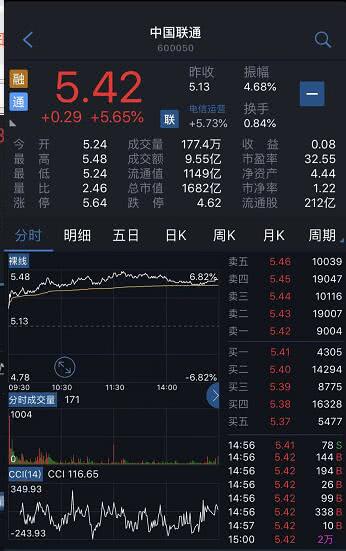 中国联通
600050
融
通
5.42
+0.29 +5.65%
昨收 振幅
5.13 4.68%
联
电信运营 换手
+5.73% 0.84%
今 开 5.24 成交量 177.4万 收 益 0.08
最 高 5.48 成交额 9.55亿 市盈率 32.55
最 低 5.24 流通值 1149亿 净资产 4.44
量 比 2.46 总市值 1682亿 市净率 1.22
涨 停 5.64 跌 停 4.62 流通股 212亿
分时 明细 五日 日K 周K 月K 周期
裸线
5.48 6.82%
5.13
4.78 -6.82%
09:30 10:30 11:30 14:00
分时成交量 171
1004
0
CCI(14) CCI 116.65
349.93
-243.93
卖五 5.46 10039
卖四 5.45 19047
卖三 5.44 10116
卖二 5.43 19007
卖一 5.42 9004
买一 5.41 4305
买二 5.40 14294
买三 5.39 8775
买四 5.38 16328
买五 5.37 5477
14:56 5.41 78 S
14:56 5.42 144 B
14:56 5.42 194 B
14:56 5.42 26 B
14:56 5.42 99 B
14:56 5.42 338 B
14:57 5.42 10 B
15:00 5.42 2万